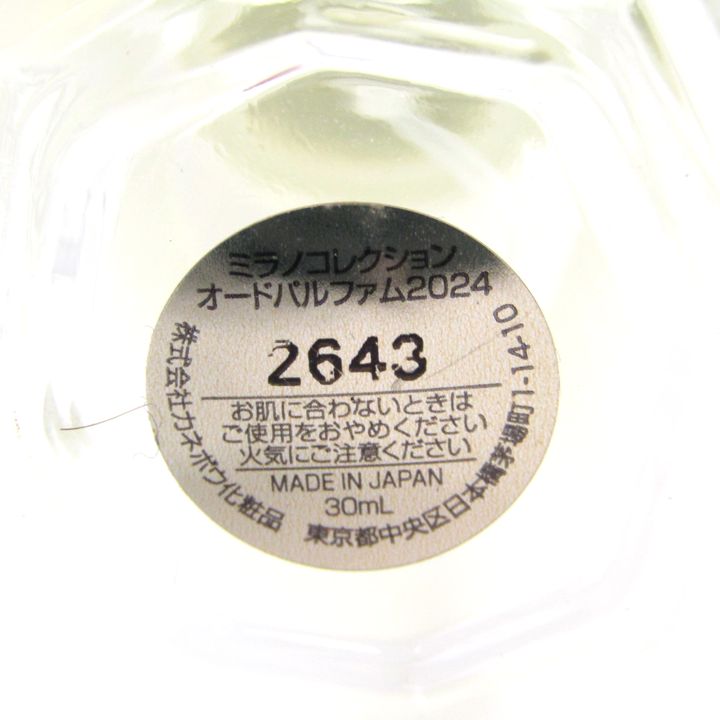 ミラノコレクション
オードパルファム2024
2643
お肌に合わないときは
ご使用をおやめください
火気にご注意ください
MADE IN JAPAN
30mL
株式会社カネボウ化粧品
東京都中央区日本橋茅場町1-14-10